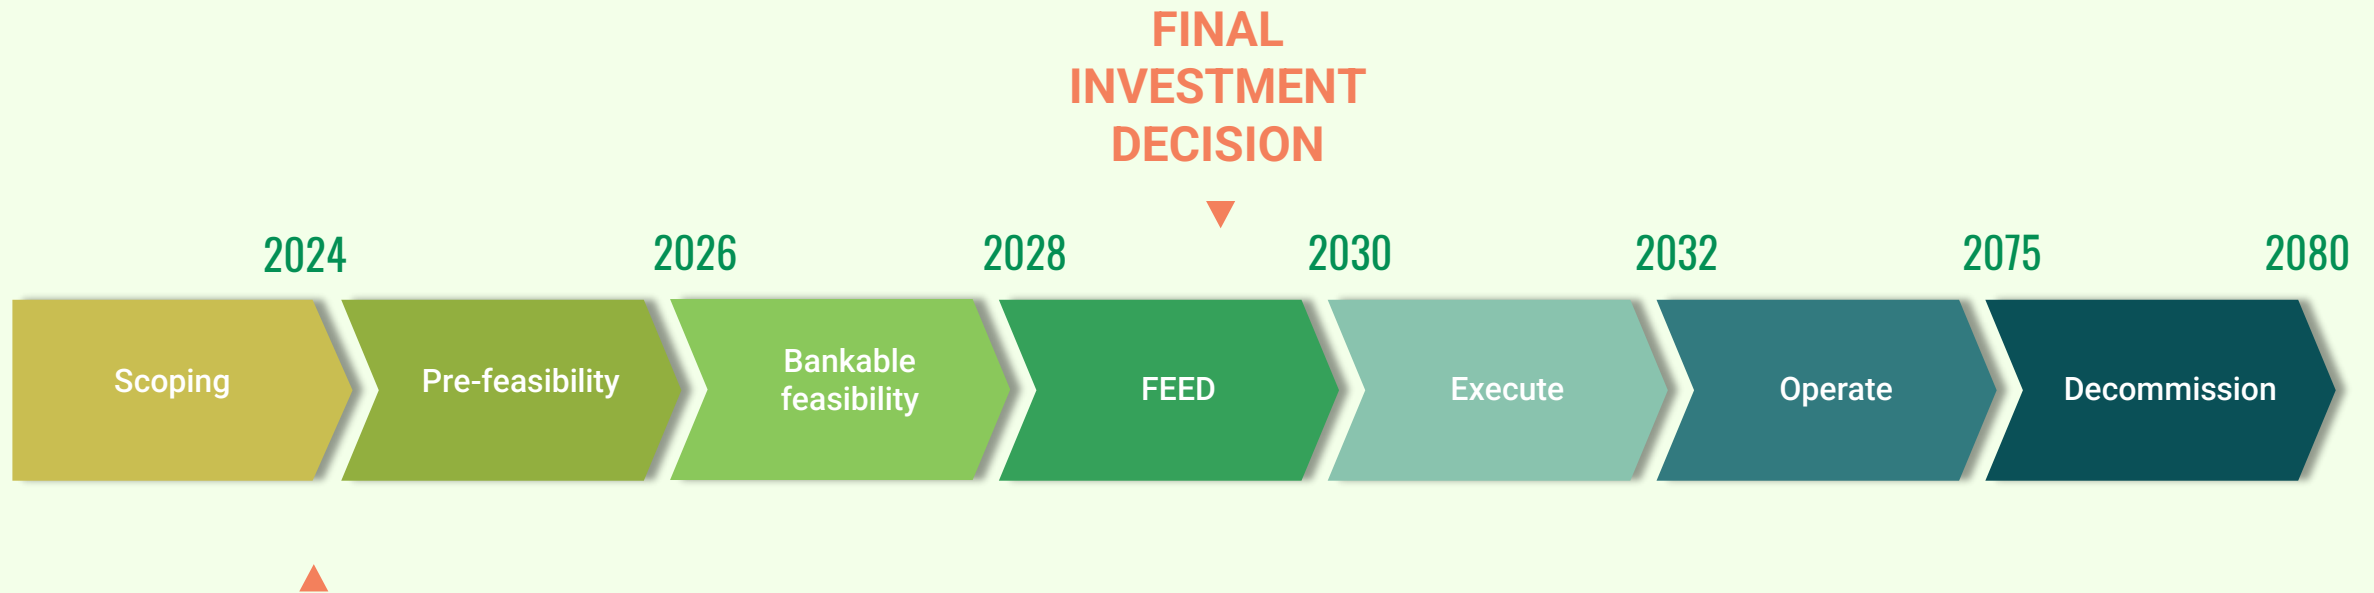 FINAL
INVESTMENT
DECISION
2024
2026
2028
2030
2032
2075
2080
Scoping
Pre-feasibility
Bankable
feasibility
FEED
Execute
Operate
Decommission